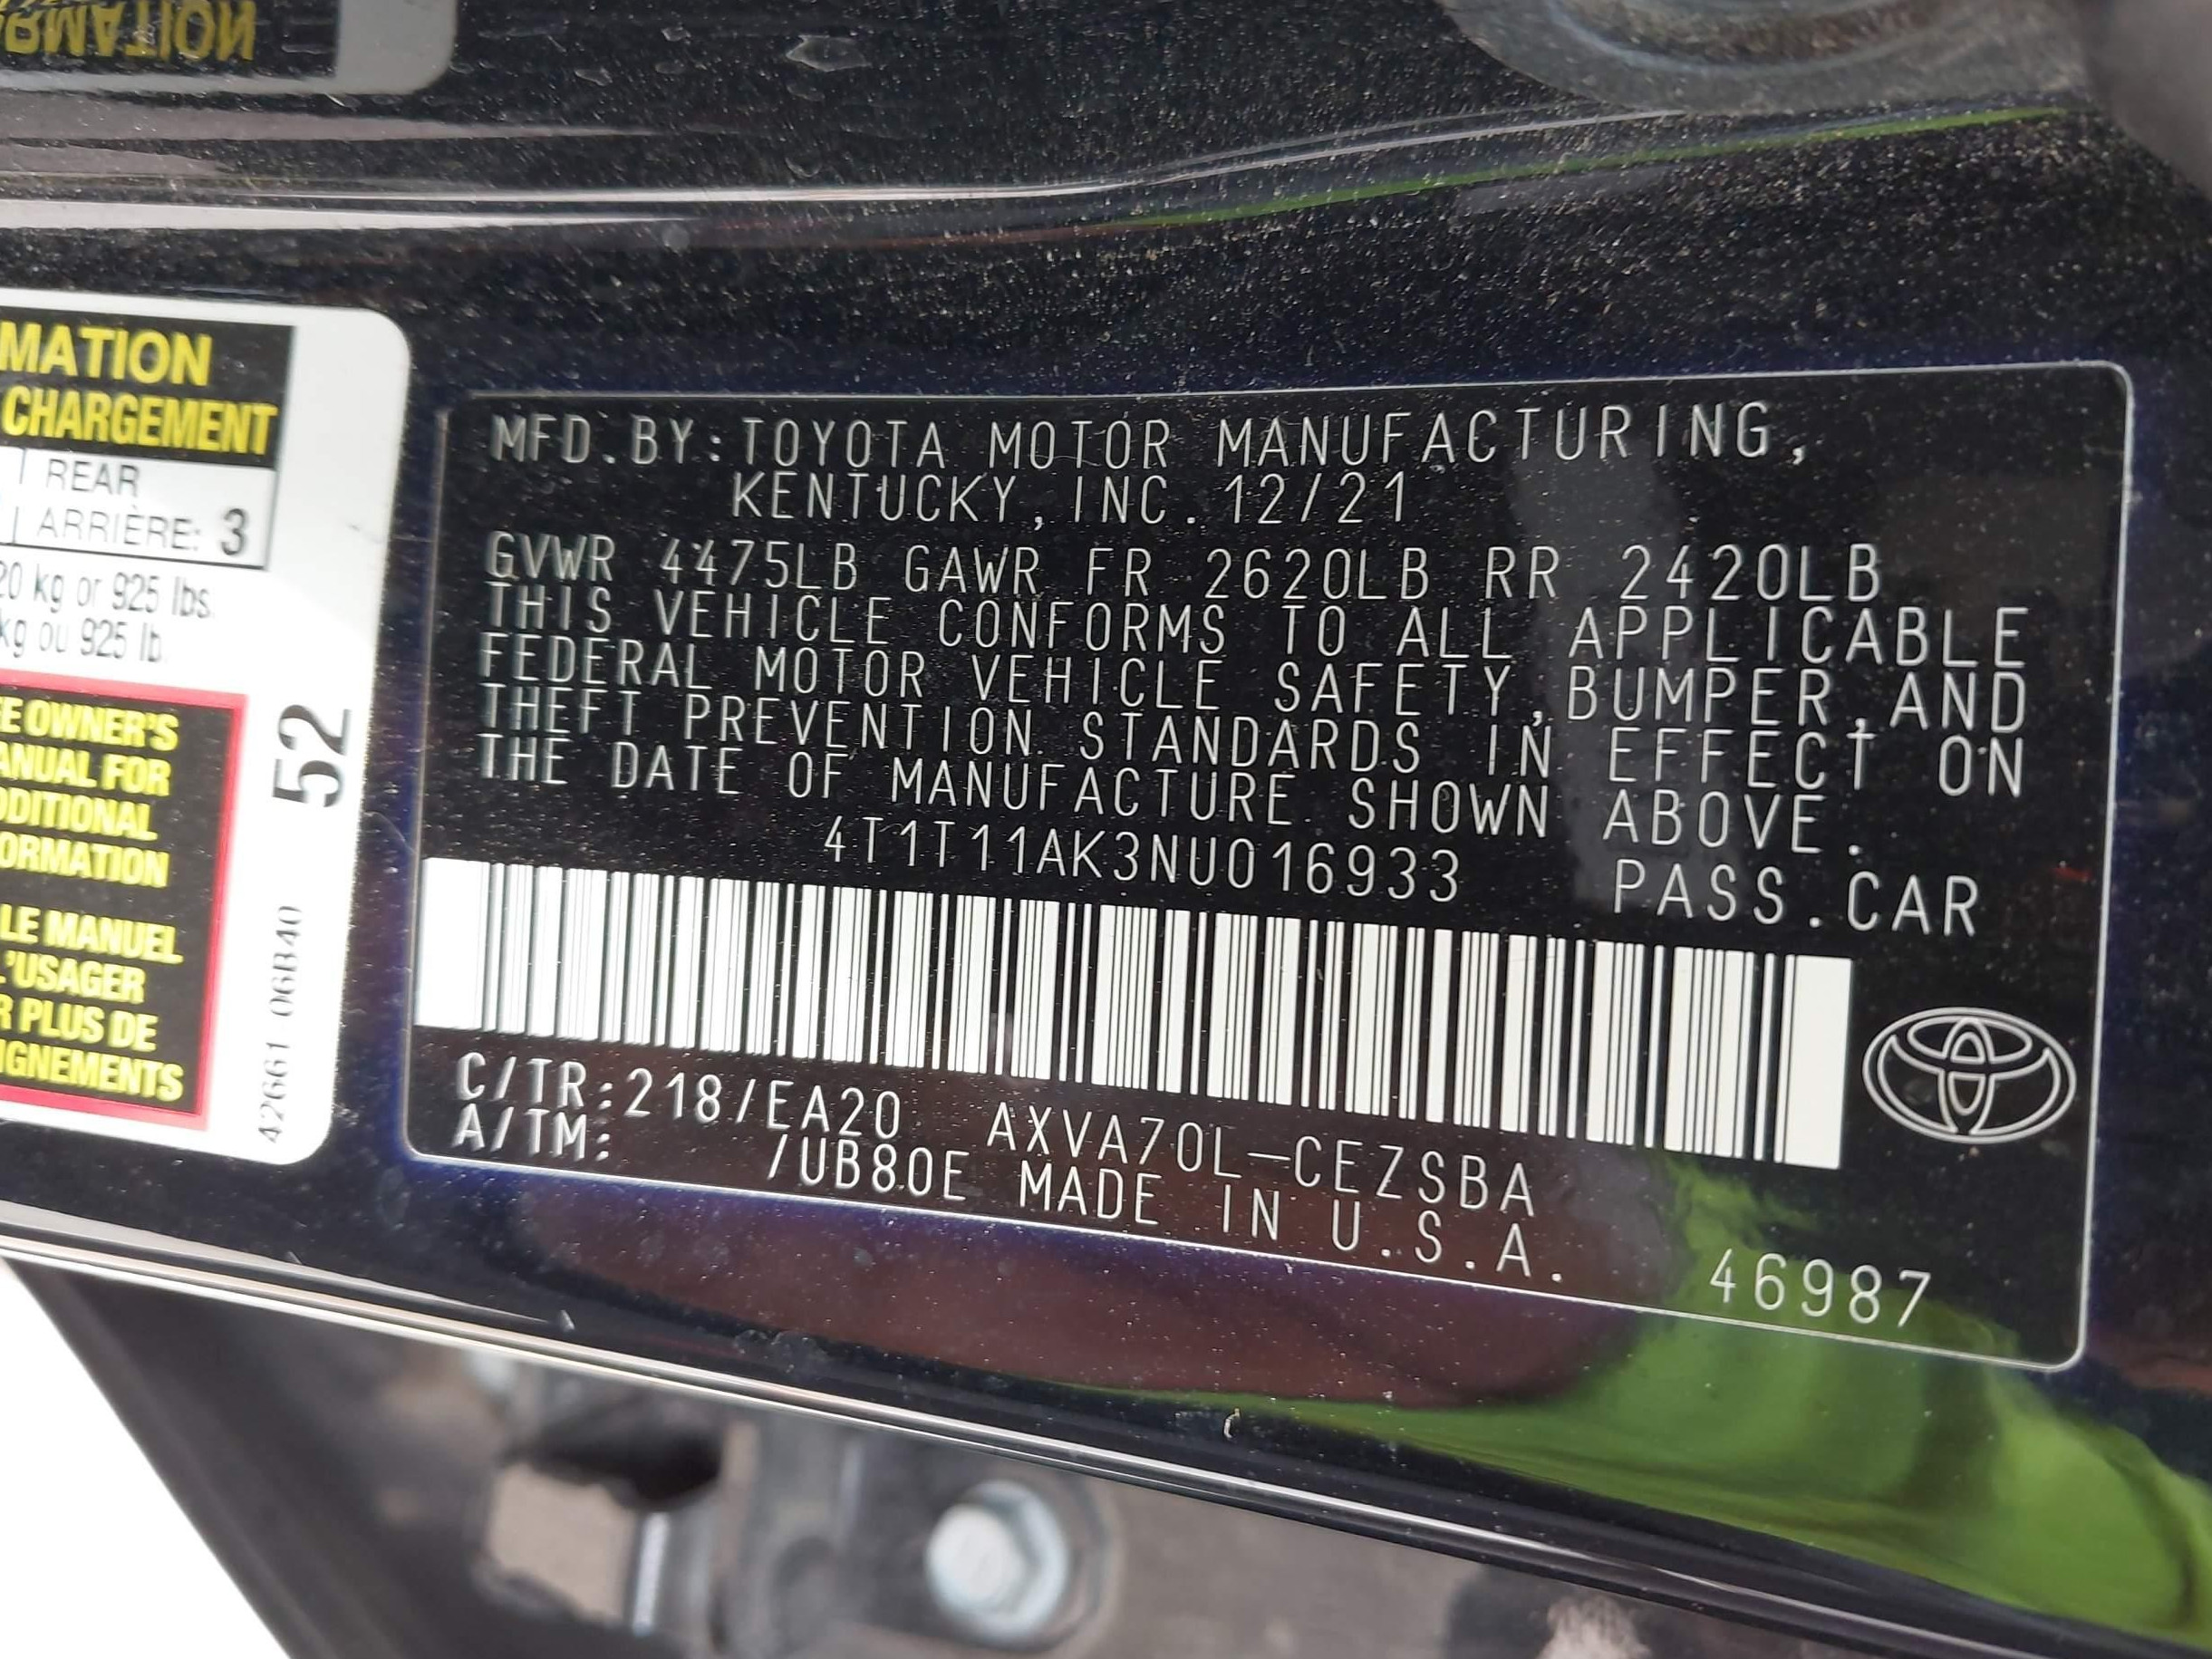 RMATION
MATION
CHARGEMENT
REAR
ARRIÈRE: 3
20 kg or 925 lbs.
kg ou 925 lb
EE OWNER'S
ANUAL FOR
DDITIONAL
ORMATION
LE MANUEL
L'USAGER
R PLUS DE
IGNEMENTS
52
42661 06B40
MFD.BY:TOYOTA MOTOR MANUFACTURING,
KENTUCKY, INC. 12/21
GVWR 4475LB GAWR FR 2620LB RR 2420LB
THIS VEHICLE CONFORMS TO ALL APPLICABLE
FEDERAL MOTOR VEHICLE SAFETY,BUMPER,AND
THEFT PREVENTION STANDARDS IN EFFECT ON
THE DATE OF MANUFACTURE SHOWN ABOVE.
4T1T11AK3NU016933 PASS.CAR
C/TR:218/EA20 AXVA70L-CEZSBA
A/TM: /UB80E MADE IN U.S.A.
46987